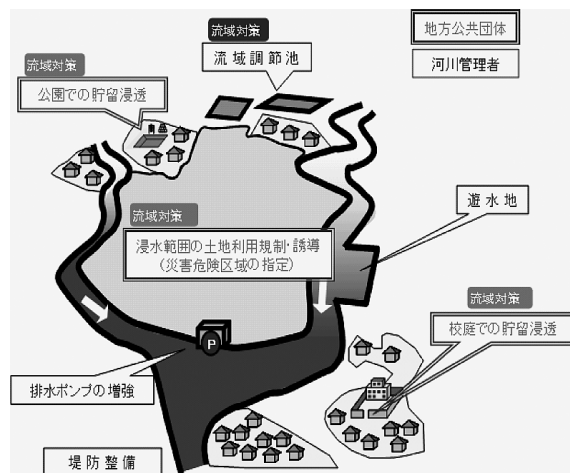 流域対策
流域調節池
地方公共団体
河川管理者
流域対策
公園での貯留浸透
流域対策
浸水範囲の土地利用規制・誘導
（災害危険区域の指定）
遊水地
流域対策
校庭での貯留浸透
P
排水ポンプの増強
堤防整備